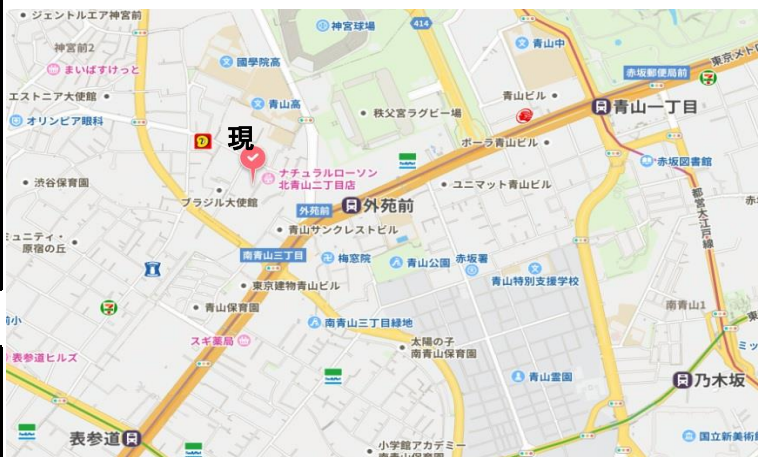 ジェントルエア神宮前
神宮球場
414
青山中
神宮前2
まいばすけっと
國學院高
赤坂郵便局前
東京メトロ
エストニア大使館
青山高
秩父宮ラグビー場
青山ビル
青山一丁目
オリンピア眼科
現
ポーラ青山ビル
赤坂図書館
ナチュラルローソン
北青山二丁目店
渋谷保育園
ブラジル大使館
ユニマット青山ビル
都営大江戸線
外苑前
外苑前
青山サンクレストビル
コミュニティ・
原宿の丘
南青山三丁目
梅窓院
青山公園
赤坂署
青山特別支援学校
東京建物青山ビル
青山保育園
南青山1
南青山三丁目緑地
スギ薬局
太陽の子
南青山保育園
表参道ヒルズ
青山霊園
乃木坂
表参道
小学館アカデミー
南青山保育園
国立新美術館